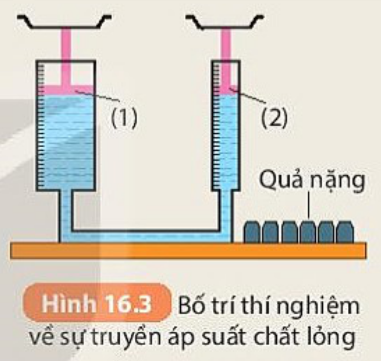 (1)
(2)
Quả nặng
Hình 16.3 Bố trí thí nghiệm
về sự truyền áp suất chất lỏng